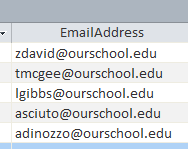 EmailAddress
zdavid@ourschool.edu
tmcgee@ourschool.edu
lgibbs@ourschool.edu
asciuto@ourschool.edu
adinozzo@ourschool.edu